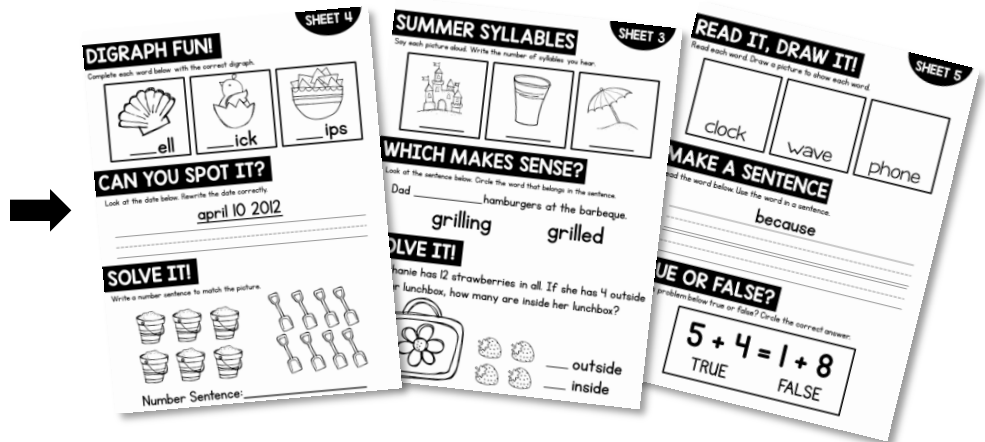 SHEET 4
DIGRAPH FUN!
Complete each word below with the correct digraph.
____ell
____ick
____ips
CAN YOU SPOT IT?
Look at the date below. Rewrite the date correctly.
april 10 2012
SOLVE IT!
Write a number sentence to match the picture.
Number Sentence:____________
SUMMER SYLLABLES
SHEET 3
Say each picture aloud. Write the number of syllables you hear.
WHICH MAKES SENSE?
Look at the sentence below. Circle the word that belongs in the sentence.
Dad ____________hamburgers at the barbeque.
grilling grilled
OLVE IT!
hanie has 12 strawberries in all. If she has 4 outside
r lunchbox, how many are inside her lunchbox?
___ outside
___ inside
READ IT, DRAW IT!
SHEET 5
Read each word. Draw a picture to show each word.
clock
wave
phone
MAKE A SENTENCE
ead the word below. Use the word in a sentence.
because
UE OR FALSE?
problem below true or false? Circle the correct answer.
5 + 4 = 1 + 8
TRUE FALSE